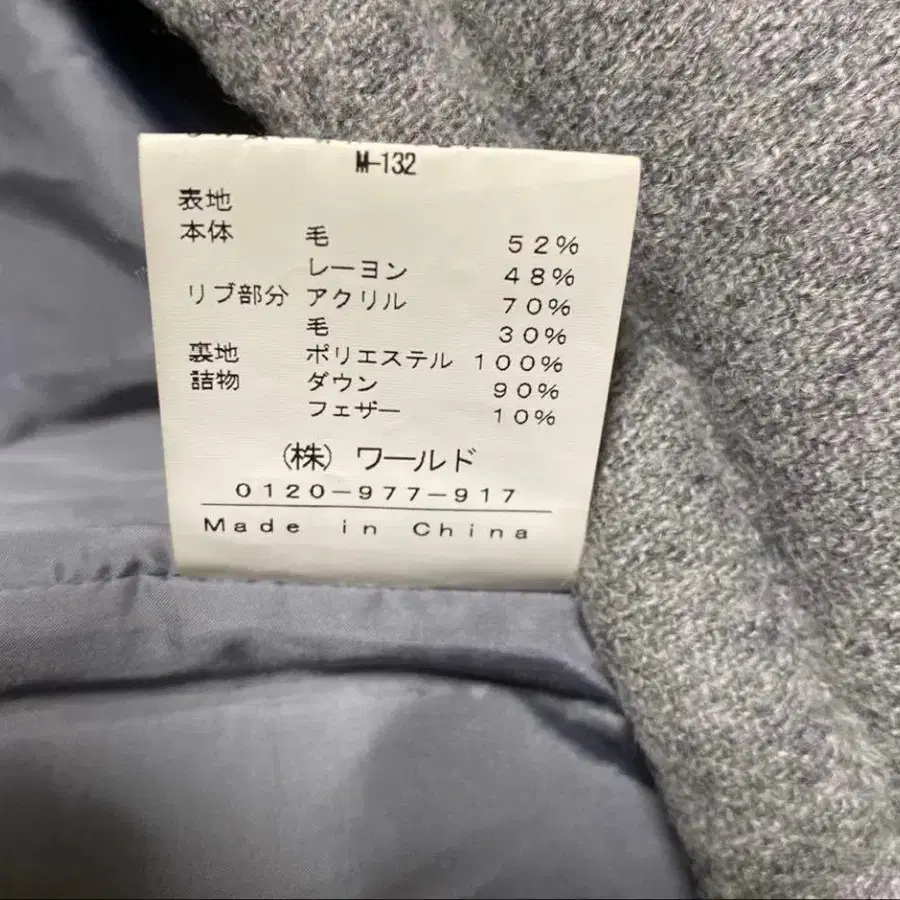 M-132
表地
本体 毛 52%
レーヨン 48%
リブ部分 アクリル 70%
毛 30%
裏地 ポリエステル 100%
詰物 ダウン 90%
フェザー 10%
(株) ワールド
0120-977-917
Made in China